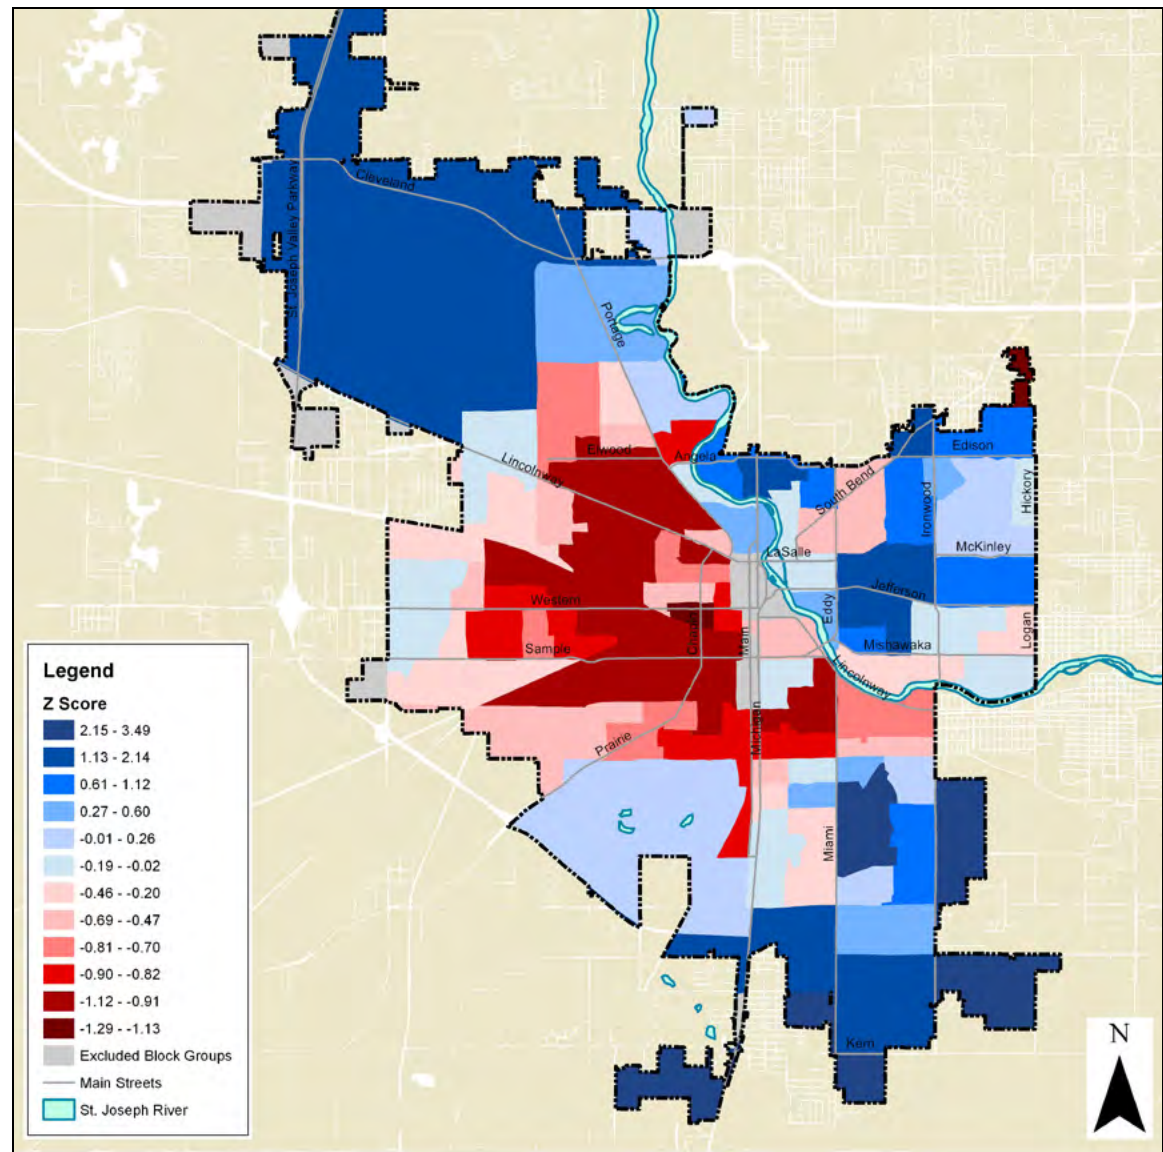 Cleveland
St Joseph Valley Parkway
Portage
Elwood
Angela
Edison
Lincolnway
South Bend
Ironwood
Hickory
McKinley
LaSalle
Jefferson
Western
Eddy
Chapin
Main
Mishawaka
Logan
Sample
Lincolnway
Prairie
Michigan
Miami
Kern
Legend
Z Score
2.15 - 3.49
1.13 - 2.14
0.61 - 1.12
0.27 - 0.60
-0.01 - 0.26
-0.19 - -0.02
-0.46 - -0.20
-0.69 - -0.47
-0.81 - -0.70
-0.90 - -0.82
-1.12 - -0.91
-1.29 - -1.13
Excluded Block Groups
Main Streets
St. Joseph River
N